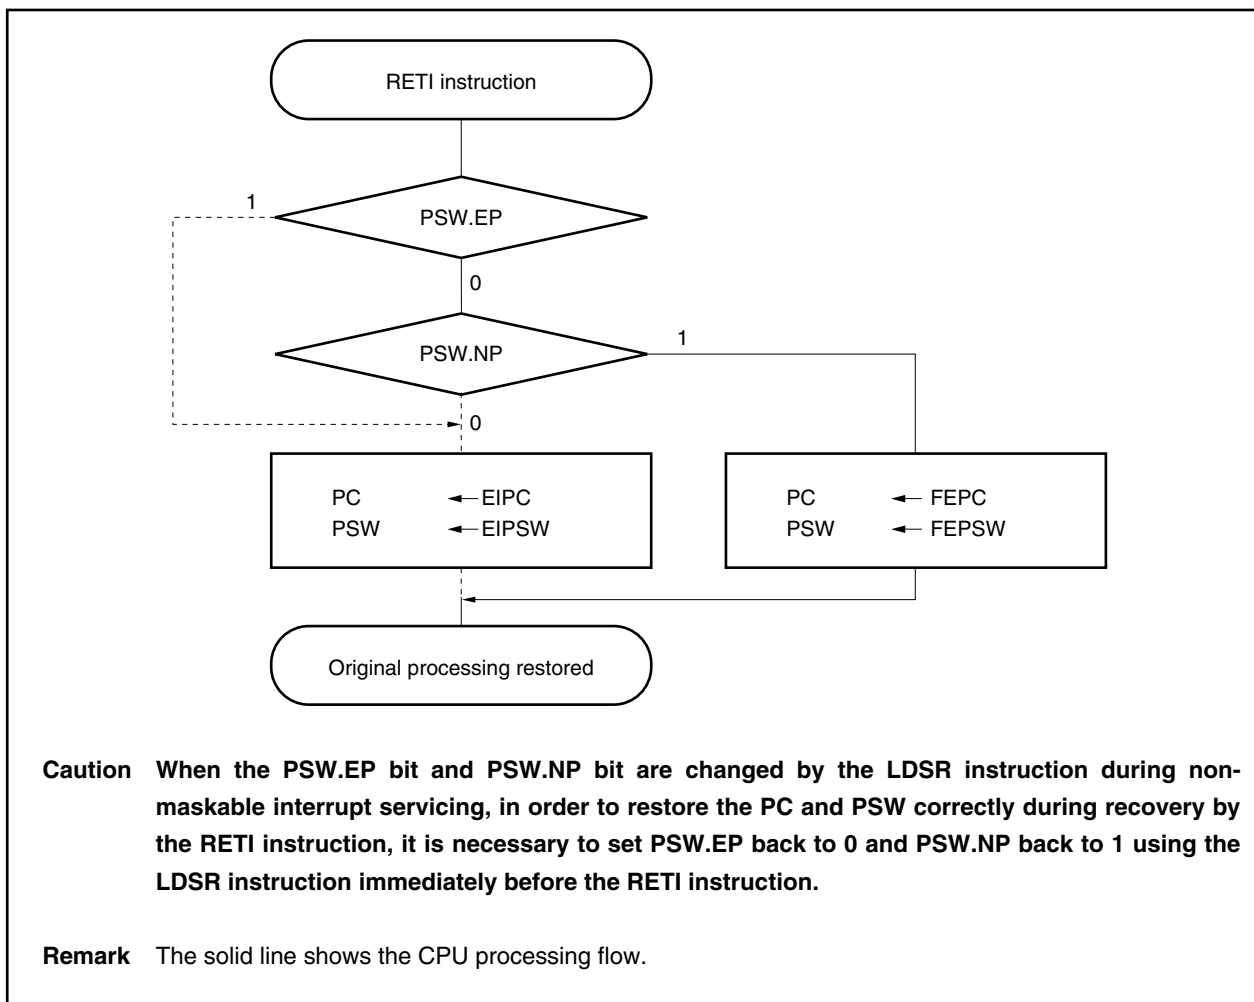 RETI instruction
1
PSW.EP
0
PSW.NP
1
0
PC ← EIPC
PSW ← EIPSW
PC ← FEPC
PSW ← FEPSW
Original processing restored
Caution When the PSW.EP bit and PSW.NP bit are changed by the LDSR instruction during non-
maskable interrupt servicing, in order to restore the PC and PSW correctly during recovery by
the RETI instruction, it is necessary to set PSW.EP back to 0 and PSW.NP back to 1 using the
LDSR instruction immediately before the RETI instruction.
Remark The solid line shows the CPU processing flow.